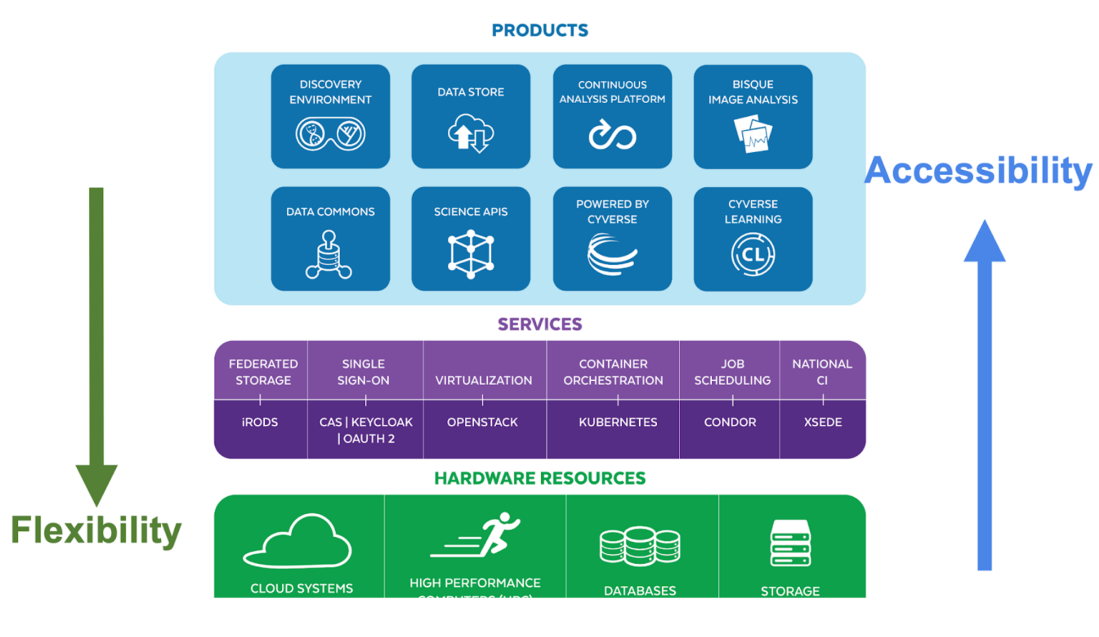 PRODUCTS
DISCOVERY
ENVIRONMENT
DATA STORE
CONTINUOUS
ANALYSIS PLATFORM
BISQUE
IMAGE ANALYSIS
Accessibility
DATA COMMONS
SCIENCE APIS
POWERED BY
CYVERSE
CYVERSE
LEARNING
CL
SERVICES
FEDERATED
STORAGE
SINGLE
SIGN-ON
VIRTUALIZATION
CONTAINER
ORCHESTRATION
JOB
SCHEDULING
NATIONAL
CI
iRODS
CAS | KEYCLOAK
| OAUTH 2
OPENSTACK
KUBERNETES
CONDOR
XSEDE
HARDWARE RESOURCES
Flexibility
CLOUD SYSTEMS
HIGH PERFORMANCE
COMPUTERS (HPC)
DATABASES
STORAGE